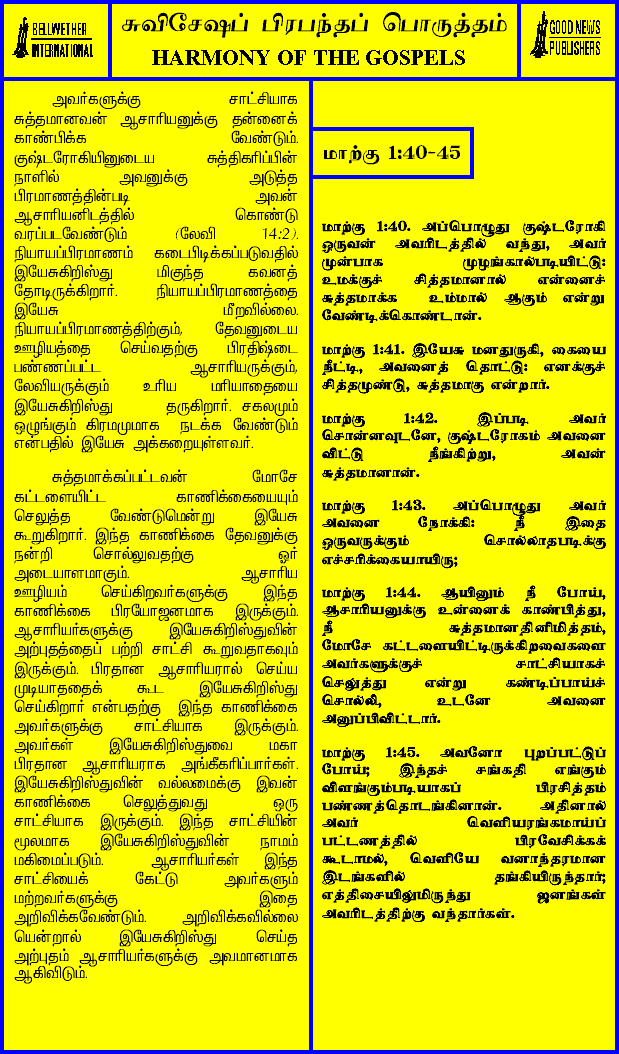 BELLWETHER
INTERNATIONAL
சுவிசேஷப் பிரபந்தப் பொருத்தம்
HARMONY OF THE GOSPELS
GOOD NEWS
PUBLISHERS
அவர்களுக்கு சாட்சியாக
சுத்தமானவன் ஆசாரியனுக்கு தன்னைக்
காண்பிக்க வேண்டும்.
குஷ்டரோகியினுடைய சுத்திகரிப்பின்
நாளில் அவனுக்கு அடுத்த
பிரமாணத்தின்படி அவன்
ஆசாரியனிடத்தில் கொண்டு
வரப்படவேண்டும் (லேவி 14:2).
நியாயப்பிரமாணம் கடைபிடிக்கப்படுவதில்
இயேசுகிறிஸ்து மிகுந்த கவனத்
தோடிருக்கிறார். நியாயப்பிரமாணத்தை
இயேசு மீறவில்லை.
நியாயப்பிரமாணத்திற்கும், தேவனுடைய
ஊழியத்தை செய்வதற்கு பிரதிஷ்டை
பண்ணப்பட்ட ஆசாரியருக்கும்,
லேவியருக்கும் உரிய மரியாதையை
இயேசுகிறிஸ்து தருகிறார். சகலமும்
ஒழுங்கும் கிரமமுமாக நடக்க வேண்டும்
என்பதில் இயேசு அக்கறையுள்ளவர்.
சுத்தமாக்கப்பட்டவன் மோசே
கட்டளையிட்ட காணிக்கையையும்
செலுத்த வேண்டுமென்று இயேசு
கூறுகிறார். இந்த காணிக்கை தேவனுக்கு
நன்றி சொல்லுவதற்கு ஓர்
அடையாளமாகும். ஆசாரிய
ஊழியம் செய்கிறவர்களுக்கு இந்த
காணிக்கை பிரயோஜனமாக இருக்கும்.
ஆசாரியர்களுக்கு இயேசுகிறிஸ்துவின்
அற்புதத்தைப் பற்றி சாட்சி கூறுவதாகவும்
இருக்கும். பிரதான ஆசாரியரால் செய்ய
முடியாததைக் கூட இயேசுகிறிஸ்து
செய்கிறார் என்பதற்கு இந்த காணிக்கை
அவர்களுக்கு சாட்சியாக இருக்கும்.
அவர்கள் இயேசுகிறிஸ்துவை மகா
பிரதான ஆசாரியராக அங்கீகரிப்பார்கள்.
இயேசுகிறிஸ்துவின் வல்லமைக்கு இவன்
காணிக்கை செலுத்துவது ஒரு
சாட்சியாக இருக்கும். இந்த சாட்சியின்
மூலமாக இயேசுகிறிஸ்துவின் நாமம்
மகிமைப்படும். ஆசாரியர்கள் இந்த
சாட்சியைக் கேட்டு அவர்களும்
மற்றவர்களுக்கு இதை
அறிவிக்கவேண்டும். அறிவிக்கவில்லை
யென்றால் இயேசுகிறிஸ்து செய்த
அற்புதம் ஆசாரியர்களுக்கு அவமானமாக
ஆகிவிடும்.
மாற்கு 1:40-45
மாற்கு 1:40. அப்பொழுது குஷ்டரோகி
ஒருவன் அவரிடத்தில் வந்து, அவர்
முன்பாக முழங்கால்படியிட்டு:
உமக்குச் சித்தமானால் என்னைச்
சுத்தமாக்க உம்மால் ஆகும் என்று
வேண்டிக்கொண்டான்.
மாற்கு 1:41. இயேசு மனதுருகி, கையை
நீட்டி, அவனைத் தொட்டு: எனக்குச்
சித்தமுண்டு, சுத்தமாகு என்றார்.
மாற்கு 1:42. இப்படி அவர்
சொன்னவுடனே, குஷ்டரோகம் அவனை
விட்டு நீங்கிற்று, அவன்
சுத்தமானான்.
மாற்கு 1:43. அப்பொழுது அவர்
அவனை நோக்கி: நீ இதை
ஒருவருக்கும் சொல்லாதபடிக்கு
எச்சரிக்கையாயிரு;
மாற்கு 1:44. ஆயினும் நீ போய்,
ஆசாரியனுக்கு உன்னைக் காண்பித்து,
நீ சுத்தமானதினிமித்தம்,
மோசே கட்டளையிட்டிருக்கிறவைகளை
அவர்களுக்குச் சாட்சியாகச்
செலுத்து என்று கண்டிப்பாய்ச்
சொல்லி, உடனே அவனை
அனுப்பிவிட்டார்.
மாற்கு 1:45. அவனோ புறப்பட்டுப்
போய்; இந்தச் சங்கதி எங்கும்
விளங்கும்படியாகப் பிரசித்தம்
பண்ணத்தொடங்கினான். அதினால்
அவர் வெளியரங்கமாய்ப்
பட்டணத்தில் பிரவேசிக்கக்
கூடாமல், வெளியே வனாந்தரமான
இடங்களில் தங்கியிருந்தார்;
எத்திசையிலுமிருந்து ஜனங்கள்
அவரிடத்திற்கு வந்தார்கள்.